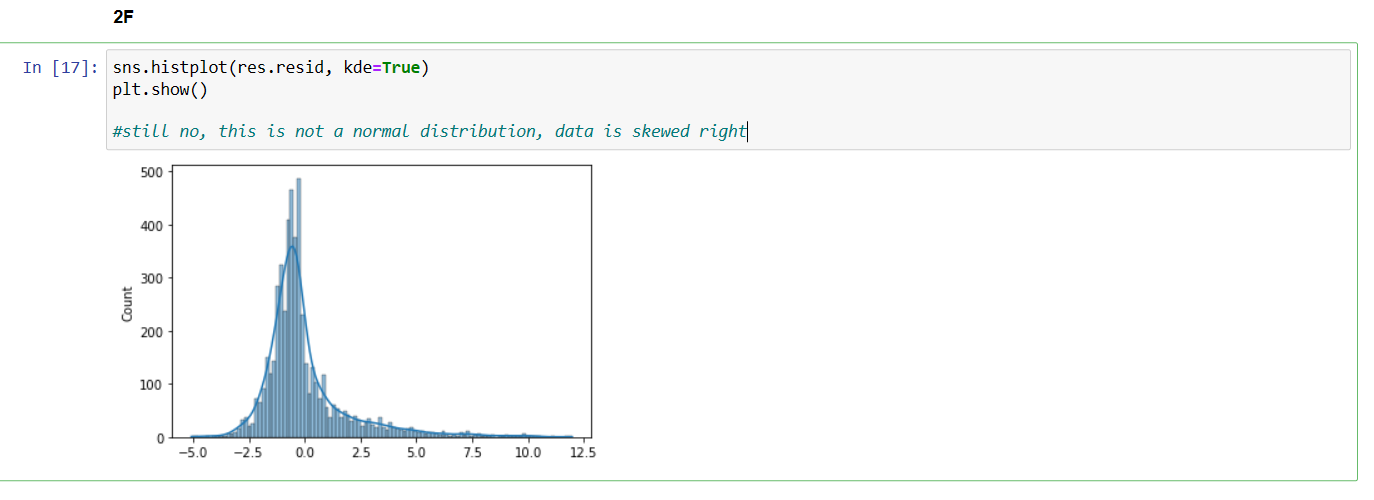 2F
In [17]: sns.histplot(res.resid, kde=True)
plt.show()
#still no, this is not a normal distribution, data is skewed right
500
400
300
200
100
0
Count
−5.0 −2.5 0.0 2.5 5.0 7.5 10.0 12.5